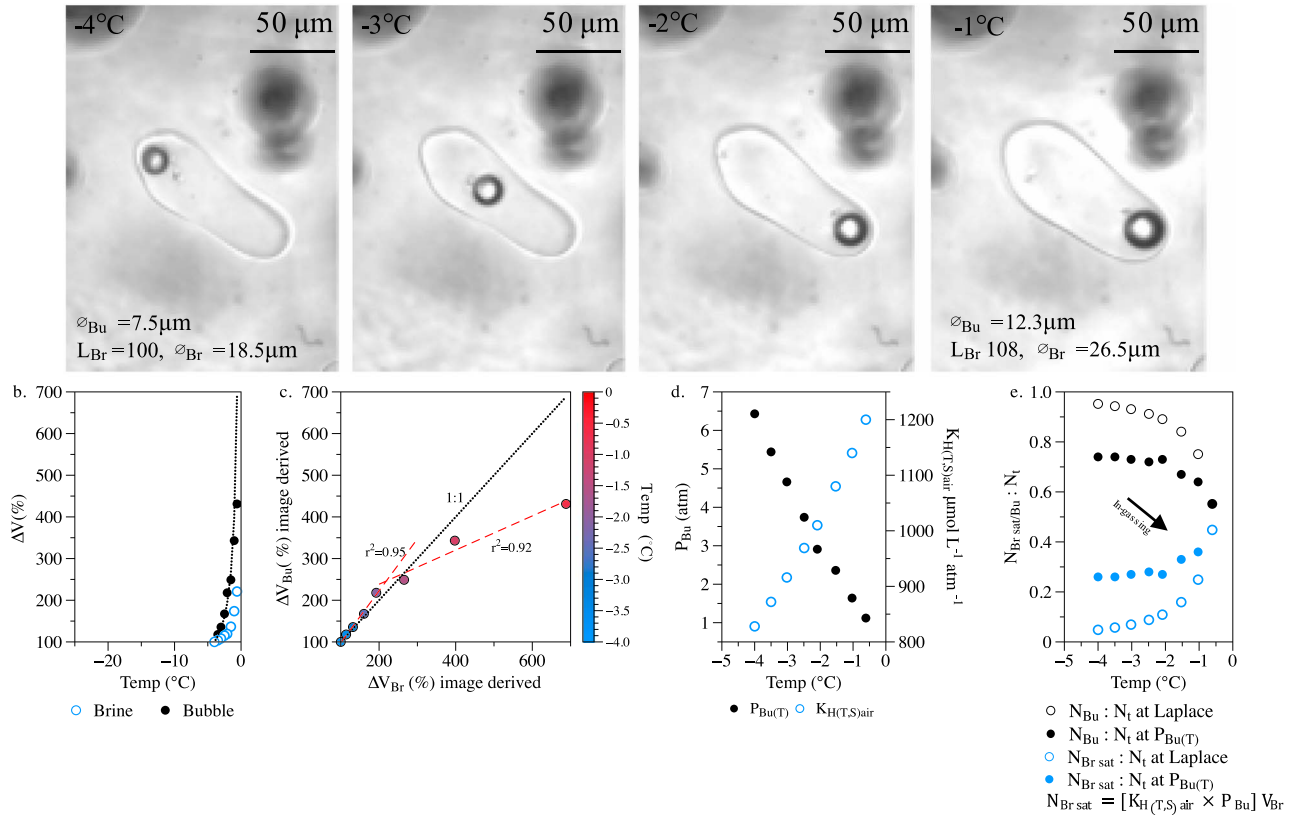 -4°C 50 µm
-3°C 50 µm
-2°C 50 µm
-1°C 50 µm
⌀Bu =7.5µm
LBr =100, ⌀Br =18.5µm
⌀Bu =12.3µm
LBr 108, ⌀Br =26.5µm
b.
700
600
500
400
300
200
100
ΔV(%)
−20 −10 0
Temp (°C)
Brine Bubble
c.
700
600
500
400
300
200
100
ΔVBu(%) image derived
1:1
r²=0.95
r²=0.92
200 400 600
ΔVBr (%) image derived
0
−0.5
−1.0
−1.5
−2.0
−2.5
−3.0
−3.5
−4.0
Temp (°C)
d.
7
6
5
4
3
2
1
PBu (atm)
1200
1100
1000
900
800
KH(T,S)air µmol L⁻¹ atm⁻¹
−5 −4 −3 −2 −1 0
Temp (°C)
PBu(T) KH(T,S)air
e.
1.0
0.8
0.6
0.4
0.2
0
NBr sat/Bu : Nt
In-gassing
−5 −4 −3 −2 −1 0
Temp (°C)
NBu : Nt at Laplace
NBu : Nt at PBu(T)
NBr sat : Nt at Laplace
NBr sat : Nt at PBu(T)
NBr sat = [KH(T,S) air × PBu] VBr